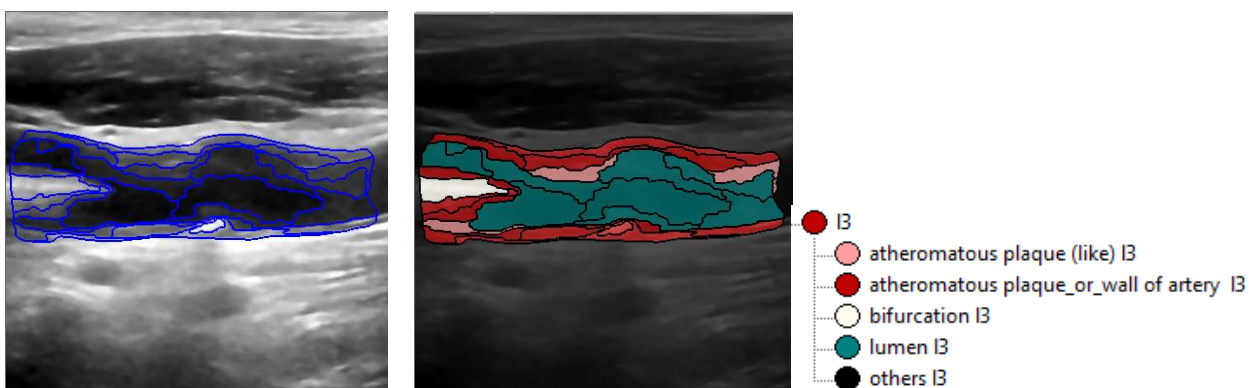 l3
atheromatous plaque (like) l3
atheromatous plaque_or_wall of artery  l3
bifurcation l3
lumen l3
others l3